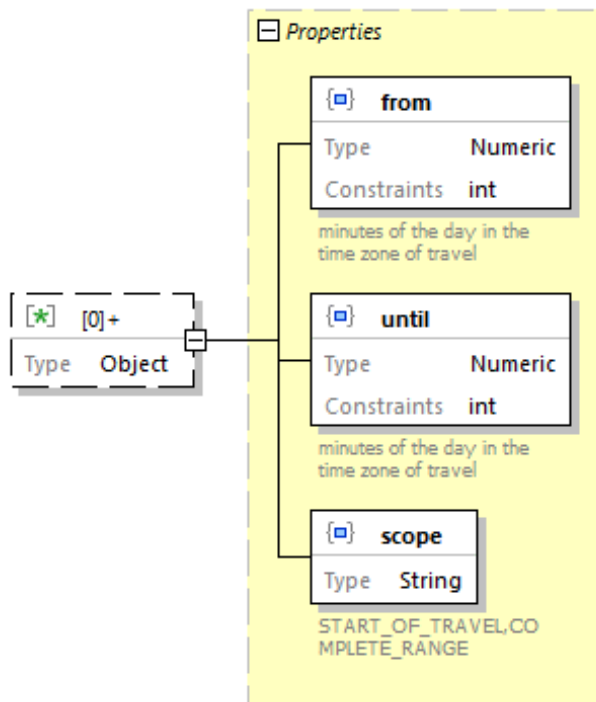 Properties
from
Type Numeric
Constraints int
minutes of the day in the
time zone of travel
[0]+
Type Object
until
Type Numeric
Constraints int
minutes of the day in the
time zone of travel
scope
Type String
START_OF_TRAVEL,CO
MPLETE_RANGE